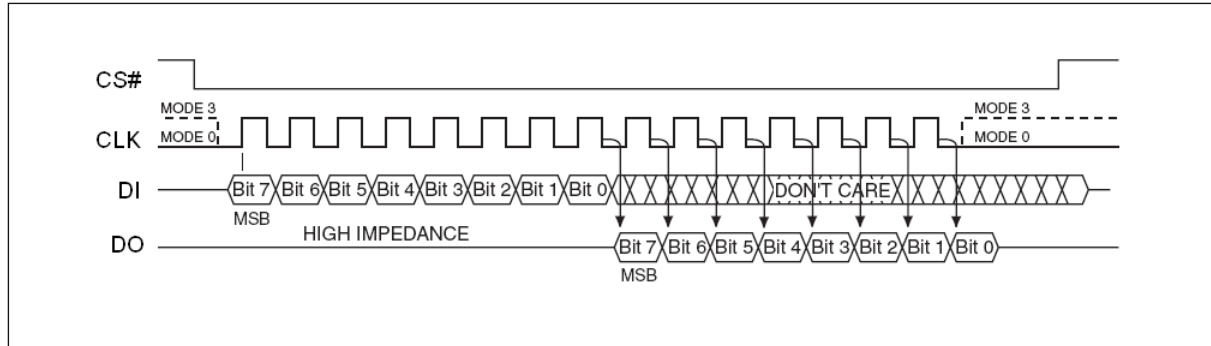 CS#
MODE 3 MODE 3
CLK MODE 0 MODE 0
DI Bit 7 Bit 6 Bit 5 Bit 4 Bit 3 Bit 2 Bit 1 Bit 0 DON'T CARE
MSB
DO HIGH IMPEDANCE Bit 7 Bit 6 Bit 5 Bit 4 Bit 3 Bit 2 Bit 1 Bit 0
MSB